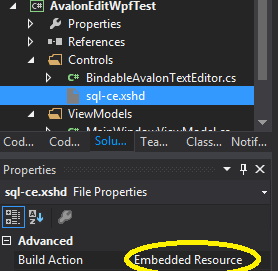 AvalonEditWpfTest
Properties
References
Controls
BindableAvalonTextEditor.cs
sql-ce.xshd
ViewModels
MainWindowViewModel.cs
Cod... Cod... Solu... Tea... Class... Notif...
Properties
sql-ce.xshd File Properties
Advanced
Build Action Embedded Resource